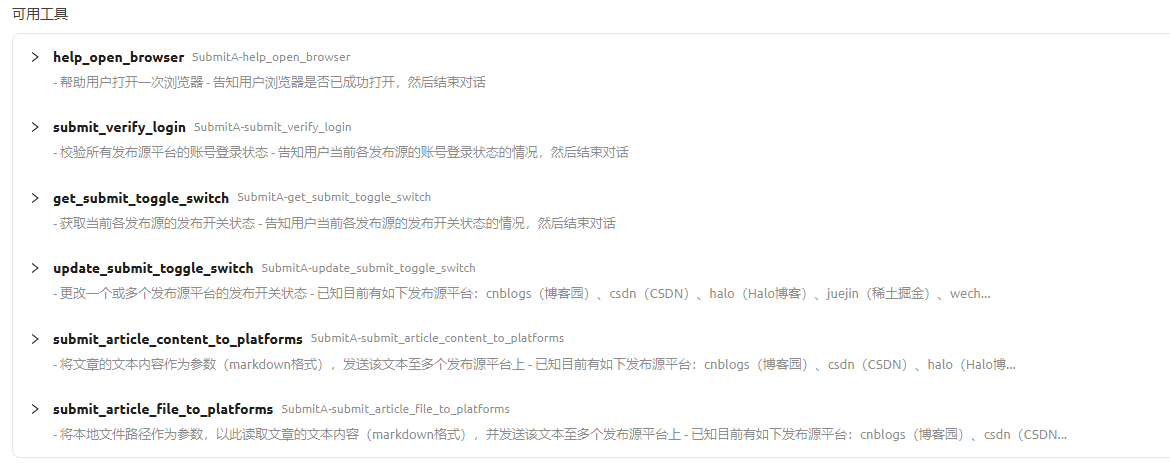 可用工具
help_open_browser SubmitA-help_open_browser
- 帮助用户打开一次浏览器 - 告知用户浏览器是否已成功打开，然后结束对话
submit_verify_login SubmitA-submit_verify_login
- 校验所有发布源平台的账号登录状态 - 告知用户当前各发布源的账号登录状态的情况，然后结束对话
get_submit_toggle_switch SubmitA-get_submit_toggle_switch
- 获取当前各发布源的发布开关状态 - 告知用户当前各发布源的发布开关状态的情况，然后结束对话
update_submit_toggle_switch SubmitA-update_submit_toggle_switch
- 更改一个或多个发布源平台的发布开关状态 - 已知目前有如下发布源平台：cnblogs（博客园）、csdn（CSDN）、halo（Halo博客）、juejin（稀土掘金）、wech...
submit_article_content_to_platforms SubmitA-submit_article_content_to_platforms
- 将文章的文本内容作为参数（markdown格式），发送该文本至多个发布源平台上 - 已知目前有如下发布源平台：cnblogs（博客园）、csdn（CSDN）、halo（Halo博...
submit_article_file_to_platforms SubmitA-submit_article_file_to_platforms
- 将本地文件路径作为参数，以此读取文章的文本内容（markdown格式），并发送该文本至多个发布源平台上 - 已知目前有如下发布源平台：cnblogs（博客园）、csdn（CSDN...